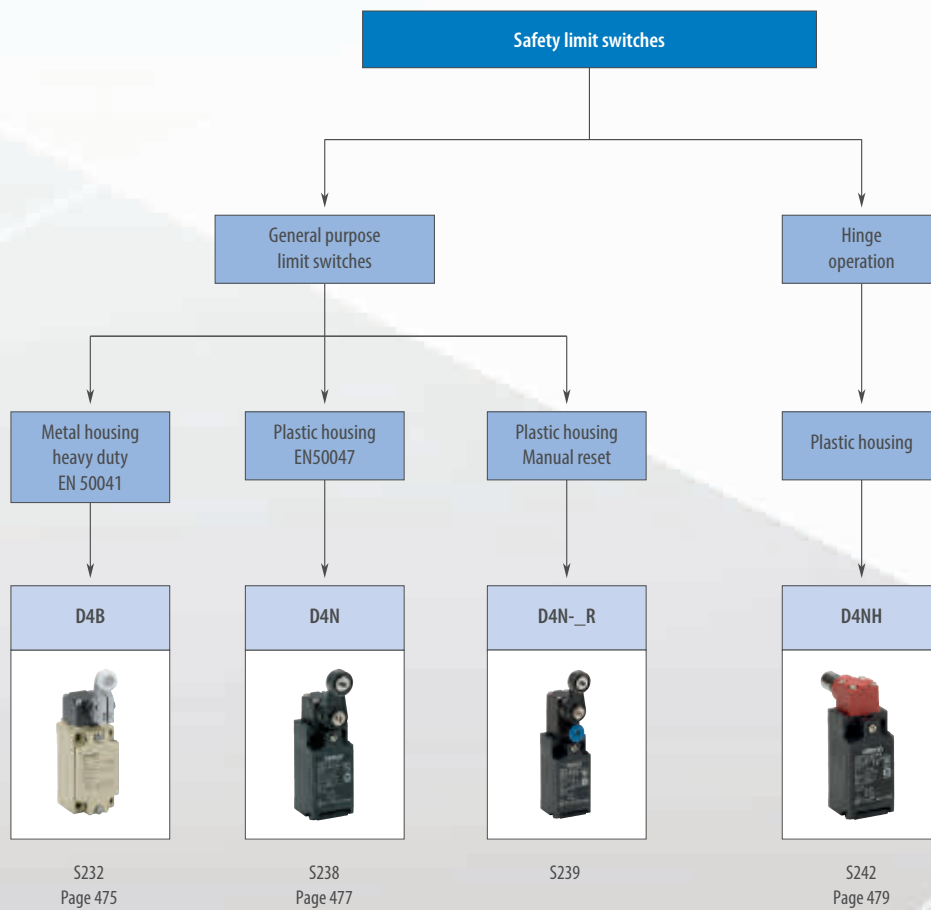 Safety limit switches
General purpose
limit switches
Hinge
operation
Metal housing
heavy duty
EN 50041
Plastic housing
EN50047
Plastic housing
Manual reset
Plastic housing
D4B
D4N
D4N-_R
D4NH
S232
Page 475
S238
Page 477
S239
S242
Page 479